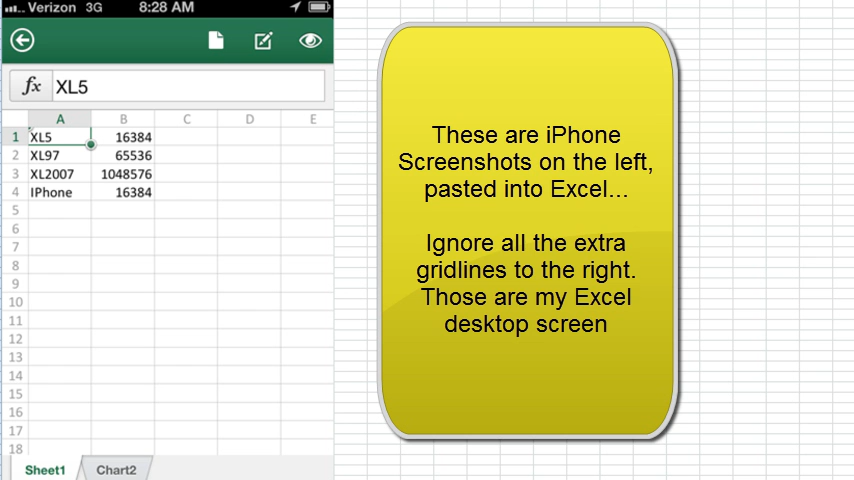 Verizon 3G 8:28 AM
fx XL5
A B C D E
1 XL5 16384
2 XL97 65536
3 XL2007 1048576
4 IPhone 16384
5
6
7
8
9
10
11
12
13
14
15
16
17
18
Sheet1 Chart2
These are iPhone
Screenshots on the left,
pasted into Excel...
Ignore all the extra
gridlines to the right.
Those are my Excel
desktop screen